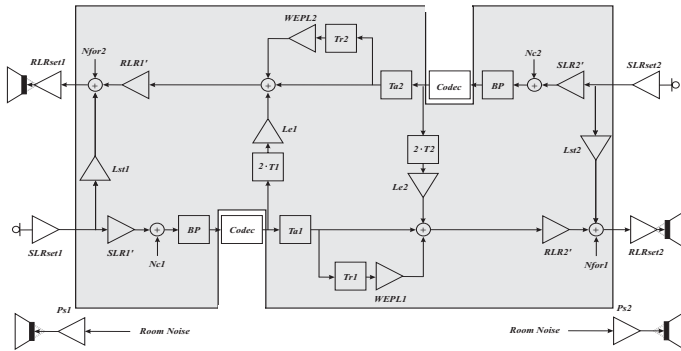 WEPL2
Tr2
Nc2
RLRset1
Nfor2
RLR1'
SLR2'
SLRset2
Ta2
Codec
BP
Le1
2·T2
Lst2
2·T1
Lst1
Le2
BP
Codec
Ta1
SLRset1
SLR1'
Nc1
RLR2'
RLRset2
Nfor1
Tr1
WEPL1
Ps1
Ps2
Room Noise
Room Noise